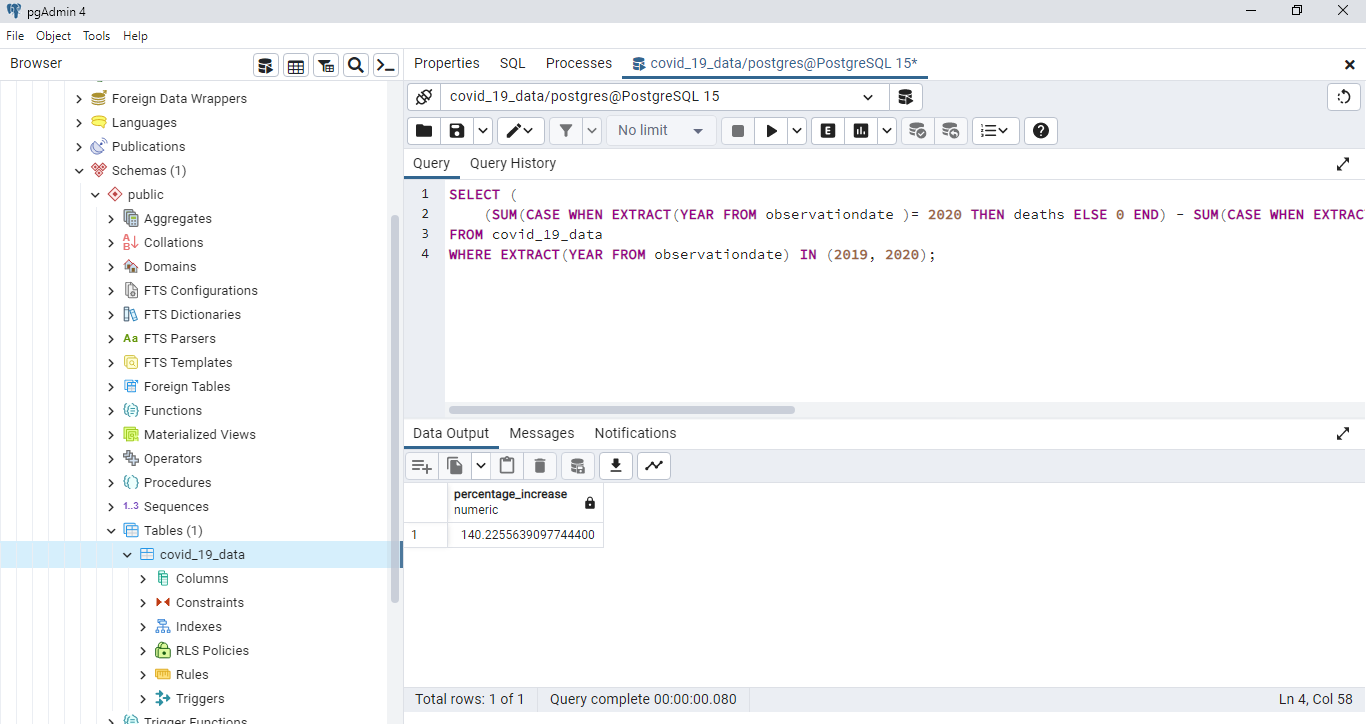 pgAdmin 4
File Object Tools Help
Browser
Foreign Data Wrappers
Languages
Publications
Schemas (1)
public
Aggregates
Collations
Domains
FTS Configurations
FTS Dictionaries
Aa FTS Parsers
FTS Templates
Foreign Tables
Functions
Materialized Views
Operators
Procedures
1..3 Sequences
Tables (1)
covid_19_data
Columns
Constraints
Indexes
RLS Policies
Rules
Triggers
Trigger Functions
Properties SQL Processes covid_19_data/postgres@PostgreSQL 15*
covid_19_data/postgres@PostgreSQL 15
No limit E
Query Query History
1 SELECT (
2 (SUM(CASE WHEN EXTRACT(YEAR FROM observationdate )= 2020 THEN deaths ELSE 0 END) - SUM(CASE WHEN EXTRAC
3 FROM covid_19_data
4 WHERE EXTRACT(YEAR FROM observationdate) IN (2019, 2020);
Data Output Messages Notifications
percentage_increase
numeric
1 140.2255639097744400
Total rows: 1 of 1 Query complete 00:00:00.080 Ln 4, Col 58